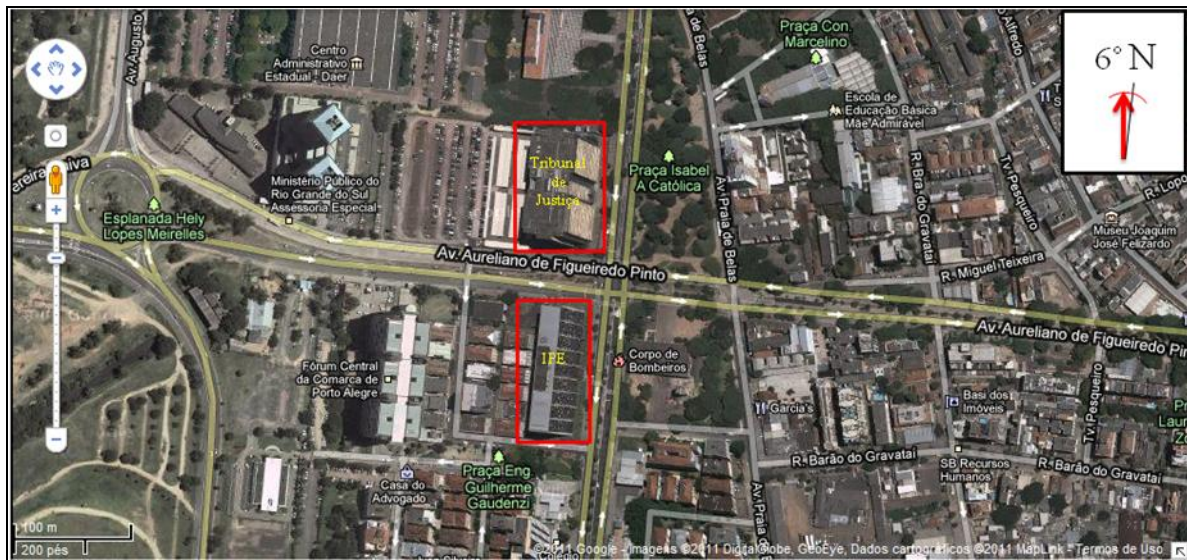 Av. Augusto
Centro
Administrativo
Estadual - Daer
Ministério Público do
Rio Grande do Sul
Assessoria Especial
Esplanada Hely
Lopes Meirelles
Tribunal
de
Justiça
Praça Isabel
A Católica
Praça Con.
Marcelino
Escola de
Educação Básica
Mãe Admirável
6° N
Av. Praia de Belas
R. Bra. do Gravataí
Tv. Pesqueiro
Museu Joaquim
José Felizardo
R. Miguel Teixeira
Av. Aureliano de Figueiredo Pinto
Av. Aureliano de Figueiredo Pin
IPE
Fórum Central
da Comarca de
Porto Alegre
Corpo de
Bombeiros
Garcia's
Basi dos
Imóveis
Tv. Pesqueiro
Casa do
Advogado
Praça Eng.
Guilherme
Gaudenzi
R. Barão do Gravataí
SB Recursos
Humanos
R. Barão do Gravataí
100 m
200 pés
©2011 Google - Imagens ©2011 DigitalGlobe, GeoEye, Dados cartográficos ©2011 MapLink - Termos de Uso